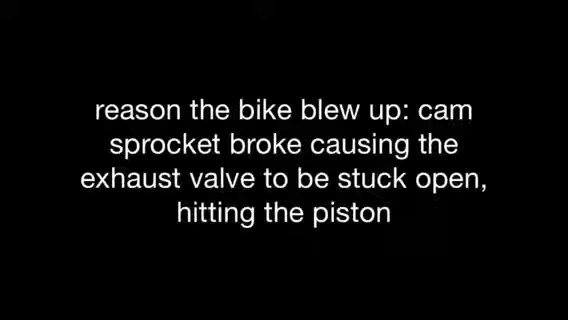 reason the bike blew up: cam
sprocket broke causing the
exhaust valve to be stuck open,
hitting the piston